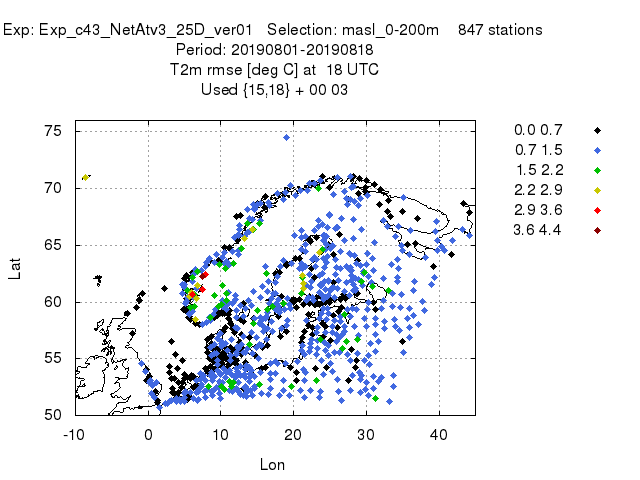 Exp: Exp_c43_NetAtv3_25D_ver01 Selection: masl_0-200m 847 stations
Period: 20190801-20190818
T2m rmse [deg C] at 18 UTC
Used {15,18} + 00 03
0.0 0.7
0.7 1.5
1.5 2.2
2.2 2.9
2.9 3.6
3.6 4.4
75
70
65
60
55
50
Lat
-10 0 10 20 30 40
Lon